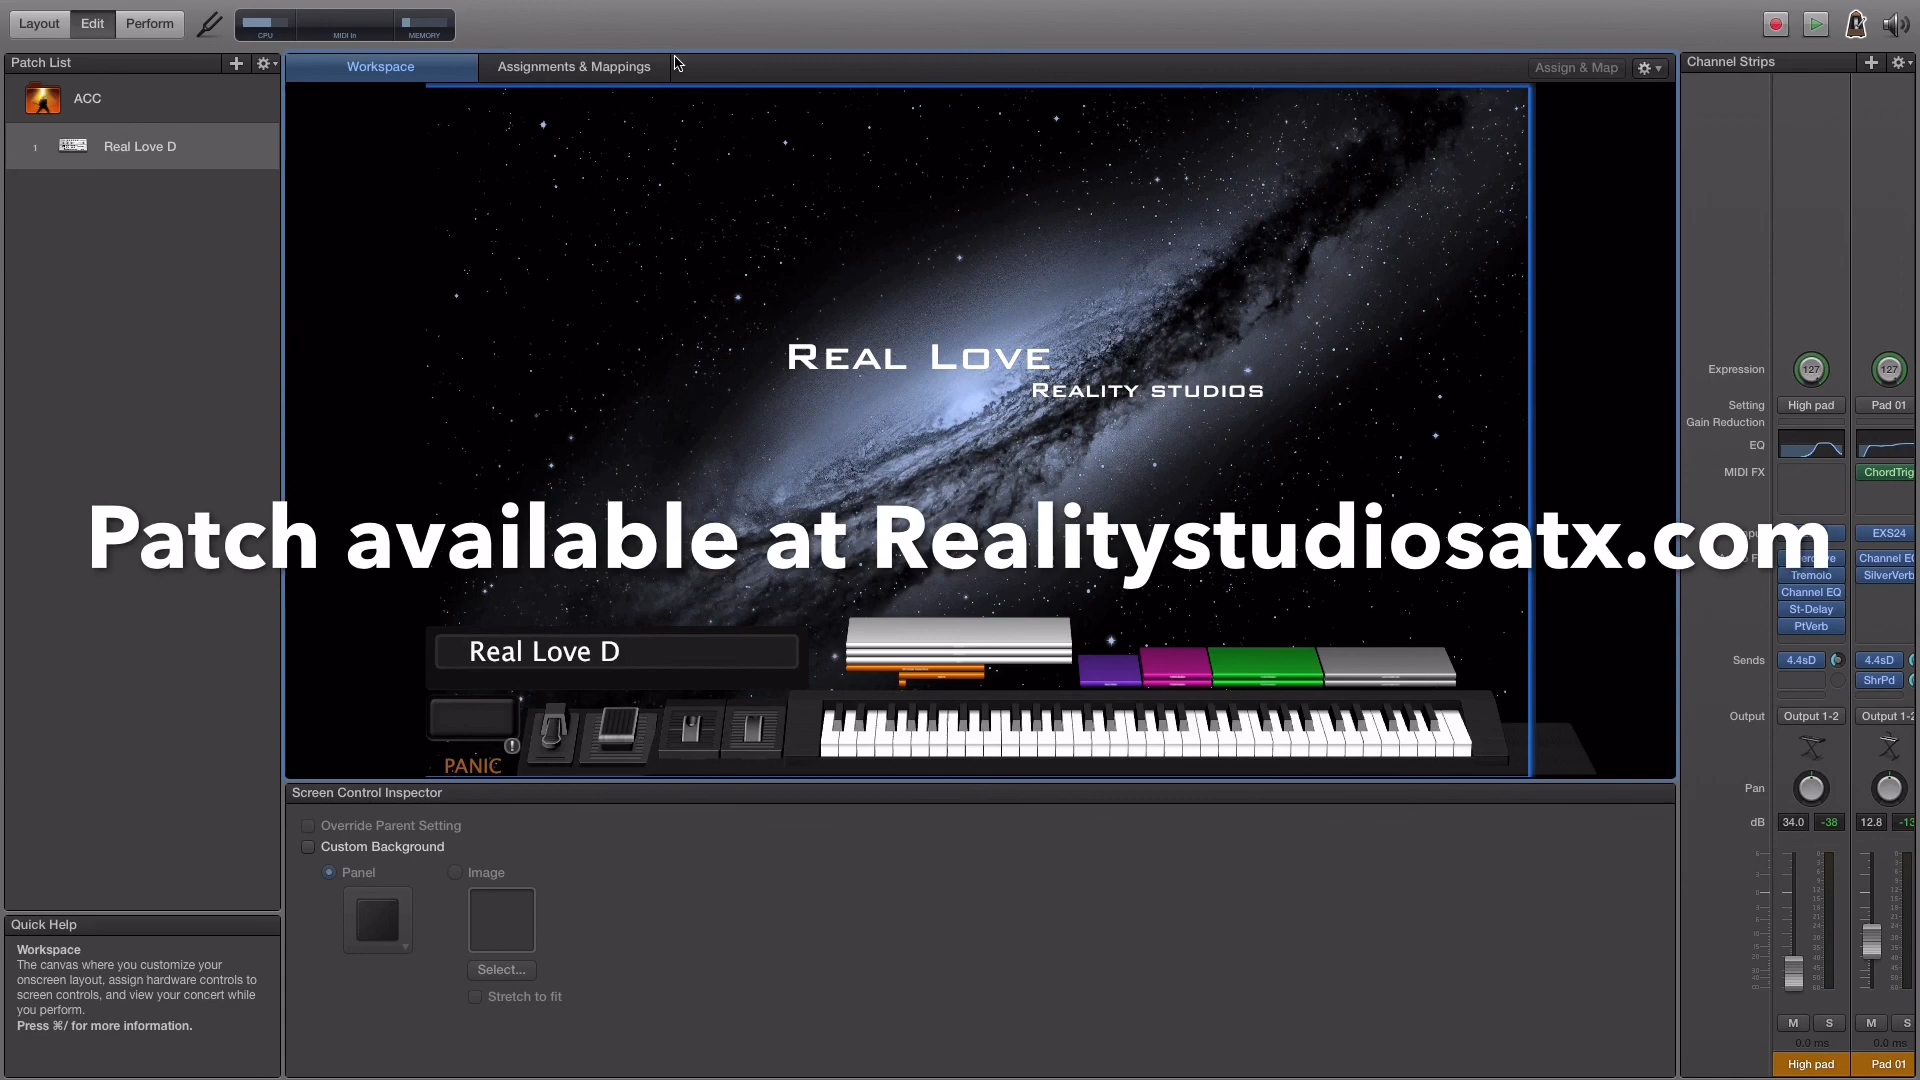 Layout
Edit
Perform
CPU
MIDI In
MEMORY
Patch List
ACC
1
Real Love D
Workspace
Assignments & Mappings
Assign & Map
Channel Strips
Real Love
Reality studios
Patch available at Realitystudiosatx.com
Real Love D
PANIC
Screen Control Inspector
Override Parent Setting
Custom Background
Panel
Image
Select...
Stretch to fit
Quick Help
Workspace
The canvas where you customize your
onscreen layout, assign hardware controls to
screen controls, and view your concert while
you perform.
Press ⌘/ for more information.
Expression
127
127
Setting
High pad
Pad 01
Gain Reduction
EQ
MIDI FX
ChordTrig
EXS24
Channel EQ
Tremolo
SilverVerb
Channel EQ
St-Delay
PtVerb
Sends
4.4sD
4.4sD
ShrPd
Output
Output 1-2
Output 1-2
Pan
dB
34.0
-38
12.8
-13
M
S
M
S
0.0 ms
0.0 ms
High pad
Pad 01